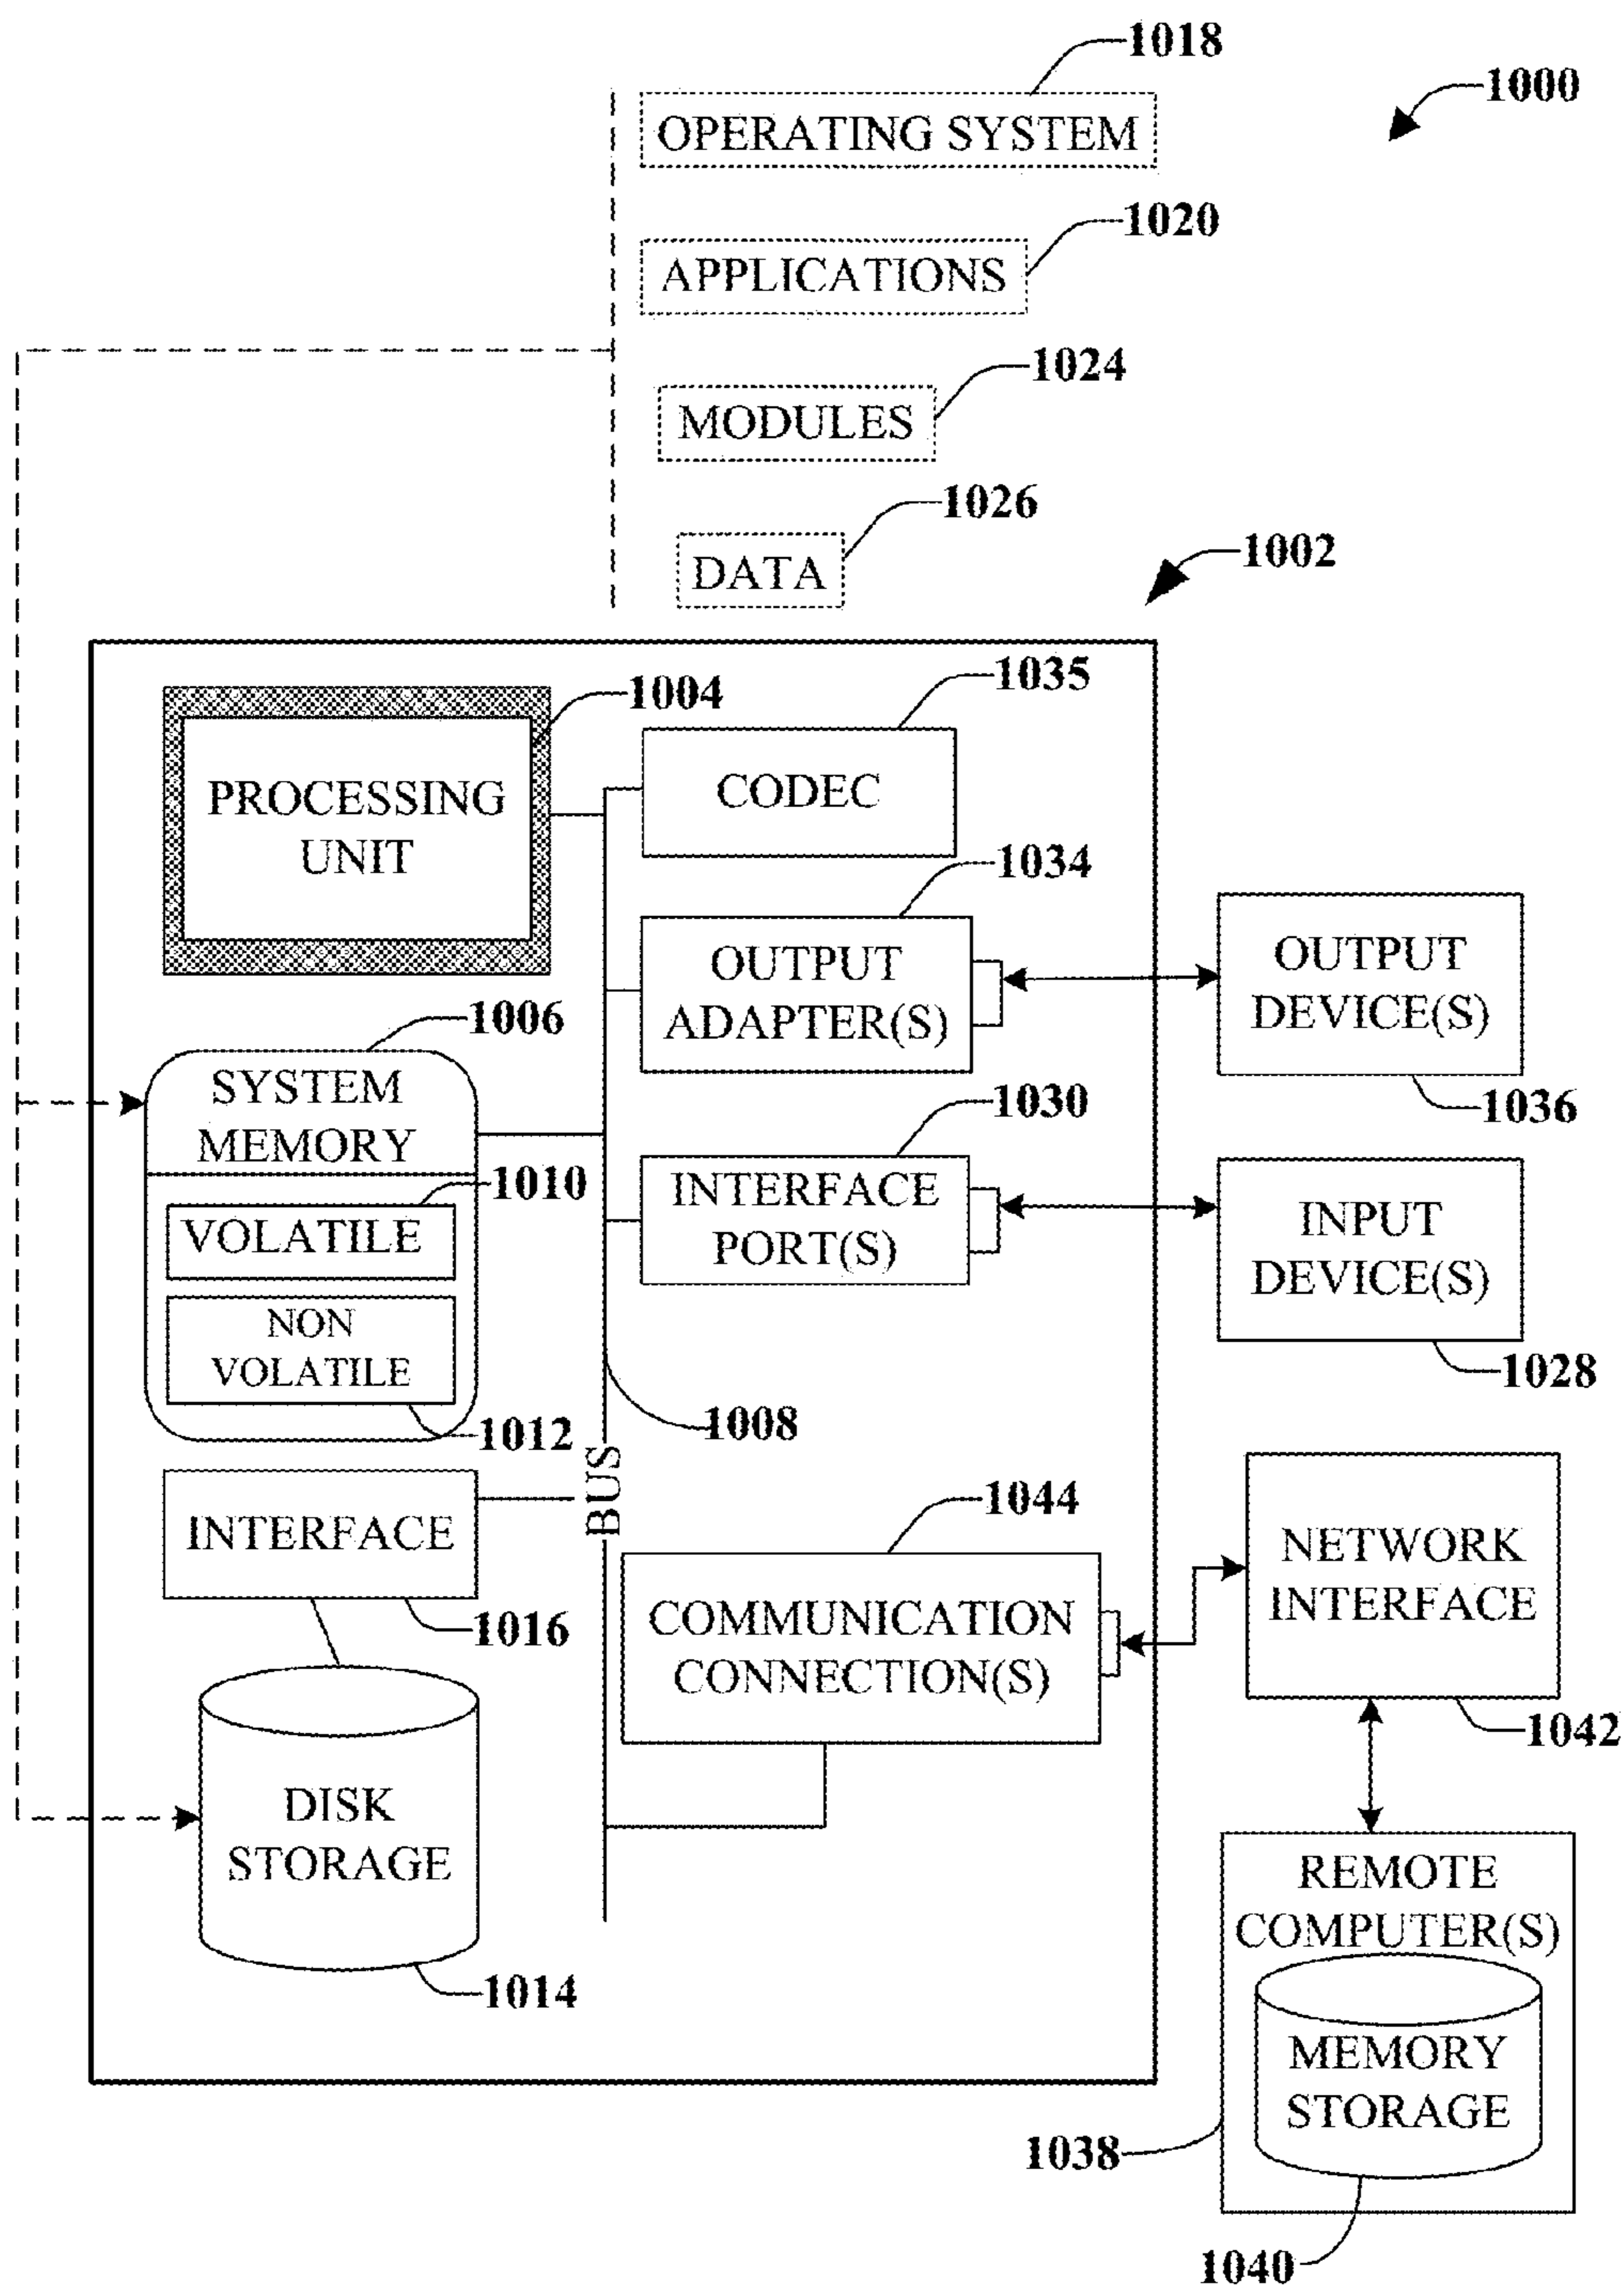 1018
1000
OPERATING SYSTEM
1020
APPLICATIONS
1024
MODULES
1026
DATA
1002
1004
PROCESSING
UNIT
1035
CODEC
1034
OUTPUT
ADAPTER(S)
OUTPUT
DEVICE(S)
1036
1006
SYSTEM
MEMORY
1010
VOLATILE
NON
VOLATILE
1012
1030
INTERFACE
PORT(S)
INPUT
DEVICE(S)
1028
1008
BUS
INTERFACE
1016
1044
COMMUNICATION
CONNECTION(S)
NETWORK
INTERFACE
1042
DISK
STORAGE
1014
REMOTE
COMPUTER(S)
MEMORY
STORAGE
1038
1040